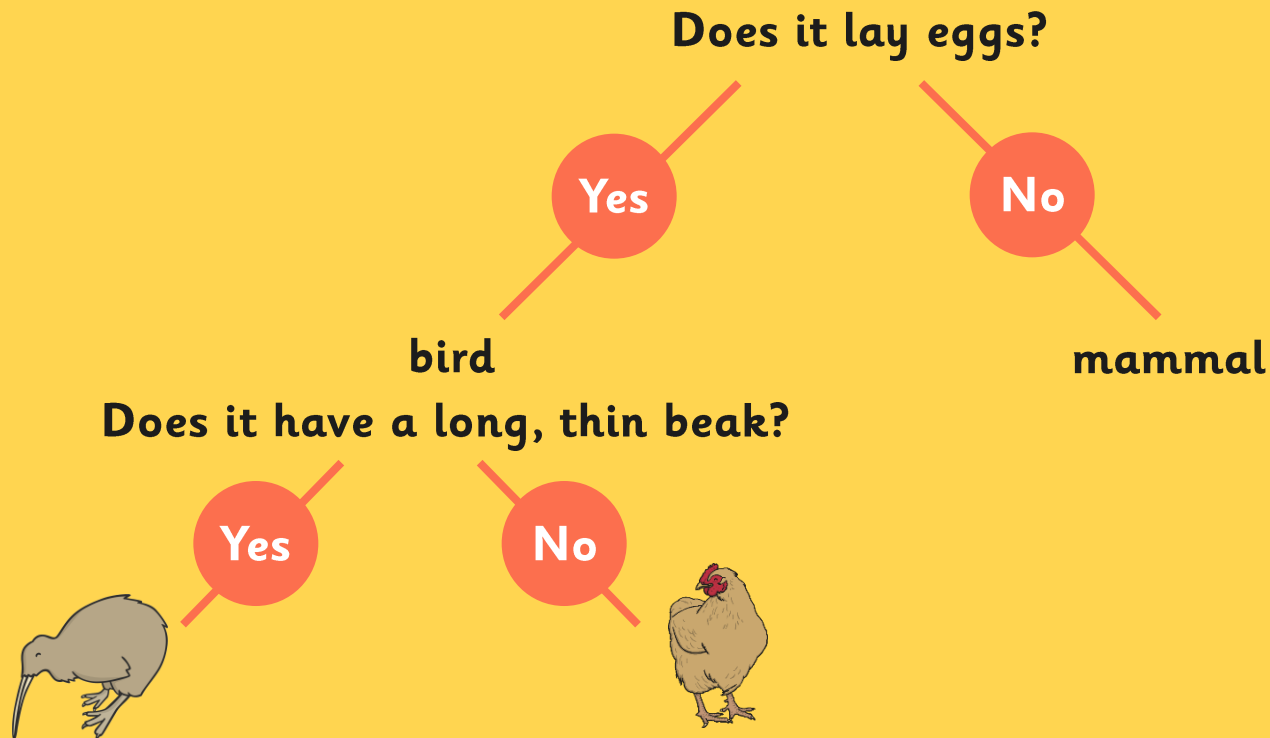 Does it lay eggs?
Yes
No
bird
mammal
Does it have a long, thin beak?
Yes
No